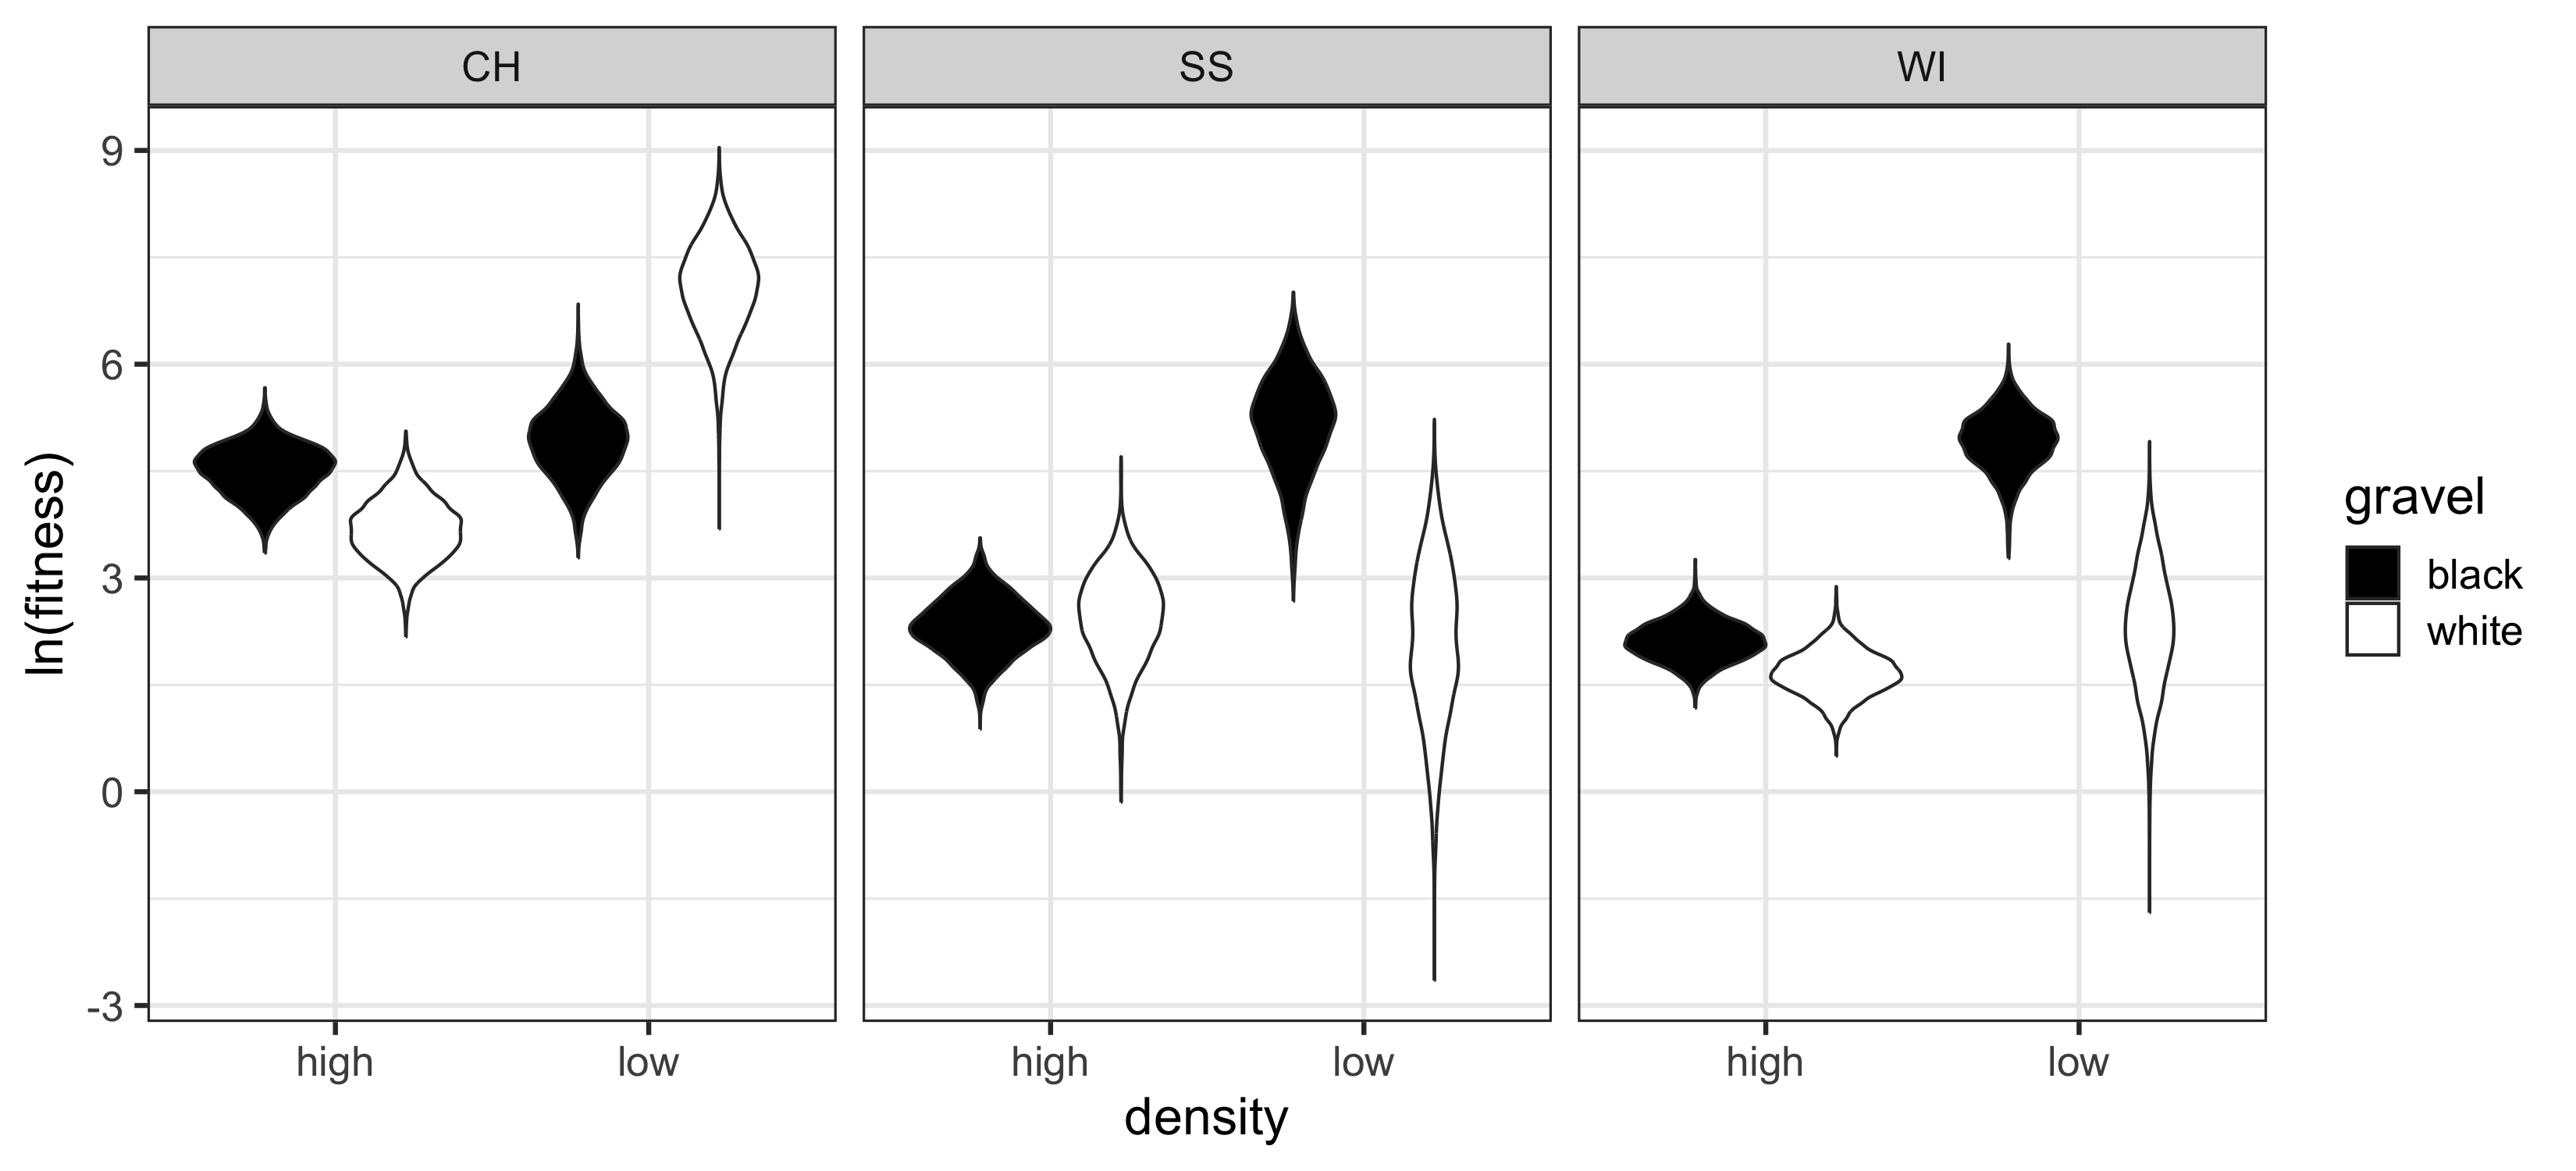 CH SS WI
9
6
3
0
-3
ln(fitness)
high low high low high low
density
gravel
black
white